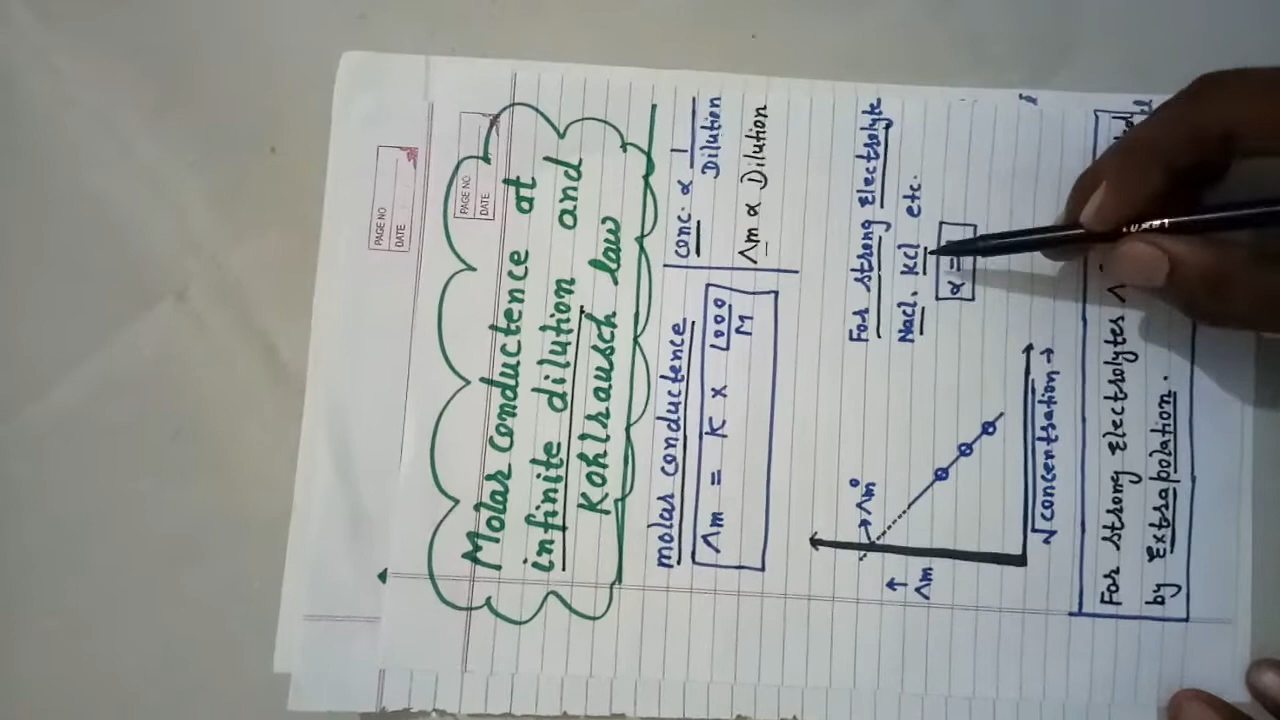 PAGE NO
DATE
PAGE NO
DATE
Molar conductence at
infinite dilution and
Kohlrausch law
molar conductence
Λm = K × 1000/M
conc. ∝ 1/Dilution
Λm ∝ Dilution
For strong Electrolyte
Nacl, Kcl etc.
∝ =
Λm°
↑
Λm
√concentration →
For strong Electrolytes Λ
by Extrapolation.